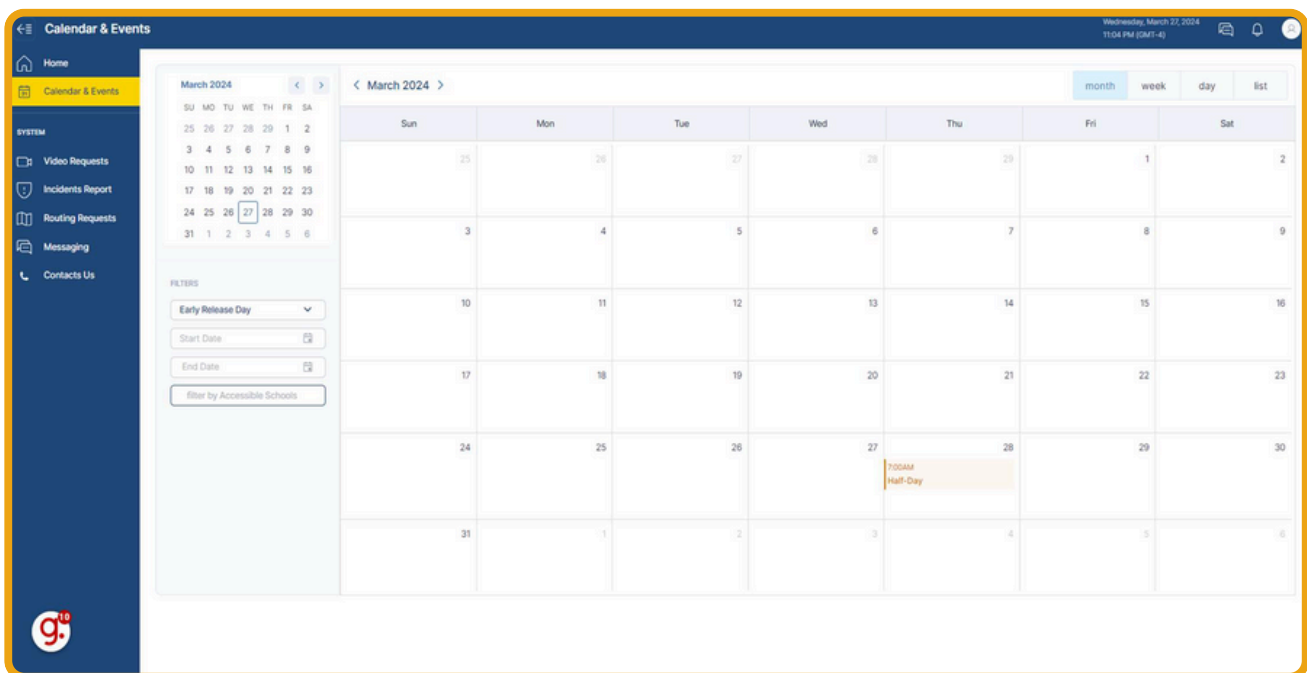 Calendar & Events
Wednesday, March 27, 2024
11:04 PM (GMT-4)
Home
Calendar & Events
SYSTEM
Video Requests
Incidents Report
Routing Requests
Messaging
Contacts Us
March 2024
SU MO TU WE TH FR SA
25 26 27 28 29 1 2
3 4 5 6 7 8 9
10 11 12 13 14 15 16
17 18 19 20 21 22 23
24 25 26 27 28 29 30
31 1 2 3 4 5 6
FILTERS
Early Release Day
Start Date
End Date
filter by Accessible Schools
March 2024
month week day list
Sun Mon Tue Wed Thu Fri Sat
25 26 27 28 29 1 2
3 4 5 6 7 8 9
10 11 12 13 14 15 16
17 18 19 20 21 22 23
24 25 26 27 28 29 30
7:00AM
Half-Day
31 1 2 3 4 5 6
g.
10